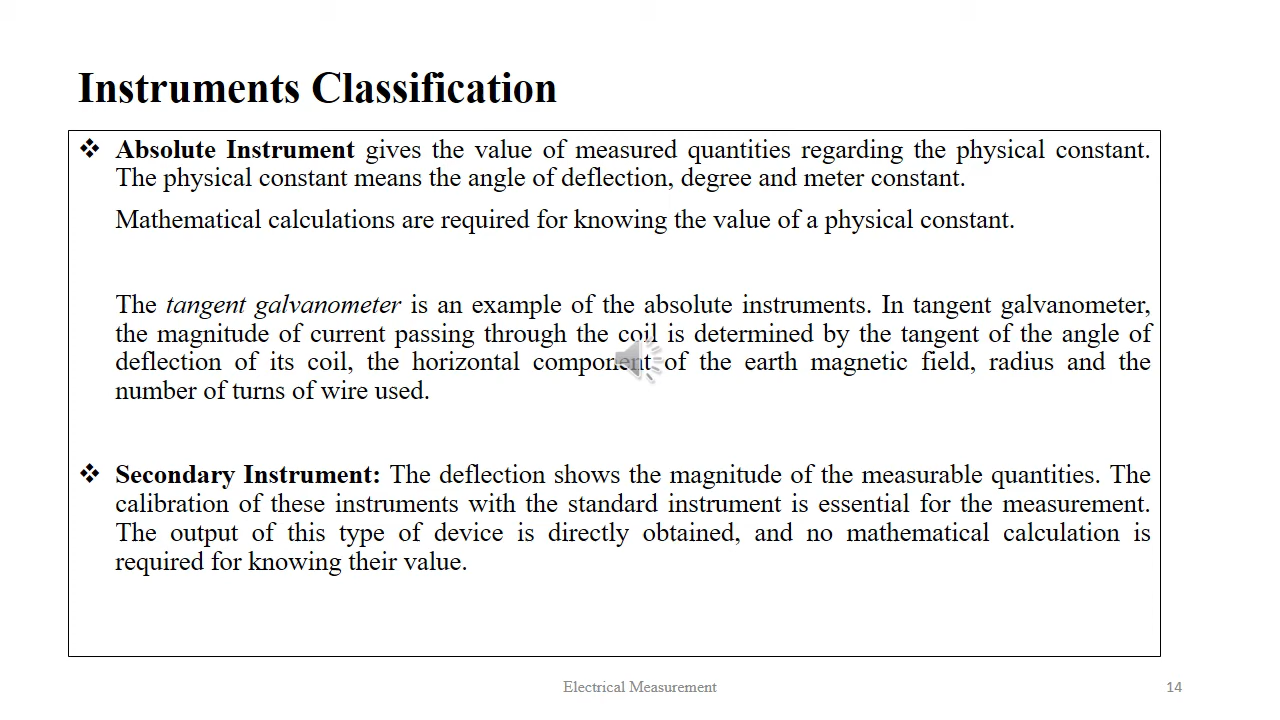 Instruments Classification
❖ Absolute Instrument gives the value of measured quantities regarding the physical constant.
The physical constant means the angle of deflection, degree and meter constant.
Mathematical calculations are required for knowing the value of a physical constant.
The tangent galvanometer is an example of the absolute instruments. In tangent galvanometer,
the magnitude of current passing through the coil is determined by the tangent of the angle of
deflection of its coil, the horizontal component of the earth magnetic field, radius and the
number of turns of wire used.
❖ Secondary Instrument: The deflection shows the magnitude of the measurable quantities. The
calibration of these instruments with the standard instrument is essential for the measurement.
The output of this type of device is directly obtained, and no mathematical calculation is
required for knowing their value.
Electrical Measurement
14